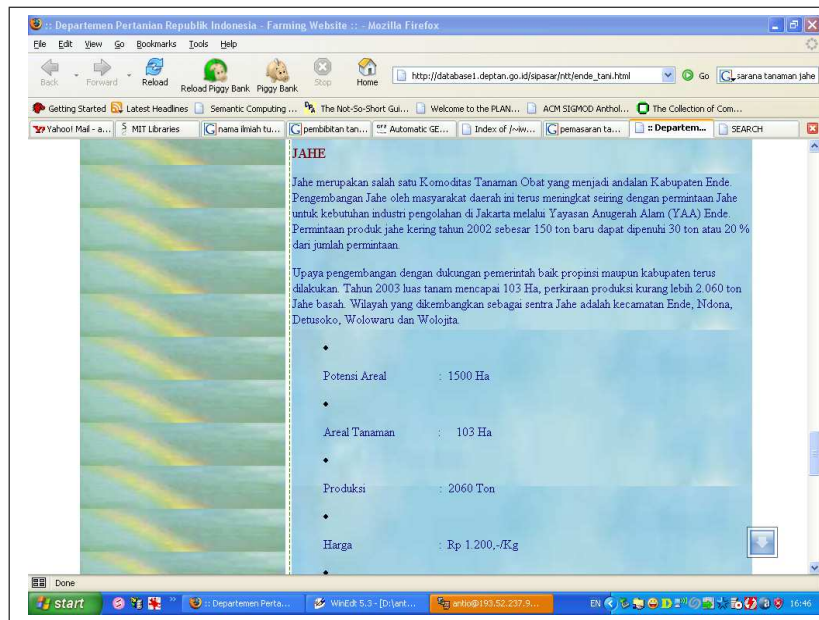 :: Departemen Pertanian Republik Indonesia - Farming Website :: - Mozilla Firefox
File Edit View Go Bookmarks Tools Help
Back Forward Reload Reload Piggy Bank Piggy Bank Stop Home http://database1.deptan.go.id/sipasar/ntt/ende_tani.html Go sarana tanaman jahe
Getting Started Latest Headlines Semantic Computing ... The Not-So-Short Gui... Welcome to the PLAN... ACM SIGMOD Anthol... The Collection of Com...
Yahoo! Mail - a... MIT Libraries nama ilmiah tu... pembibitan tan... Automatic GE... Index of /~iw... pemasaran ta... :: Departem... SEARCH
JAHE
Jahe merupakan salah satu Komoditas Tanaman Obat yang menjadi andalan Kabupaten Ende.
Pengembangan Jahe oleh masyarakat daerah ini terus meningkat seiring dengan permintaan Jahe
untuk kebutuhan industri pengolahan di Jakarta melalui Yayasan Anugerah Alam (YAA) Ende.
Permintaan produk jahe kering tahun 2002 sebesar 150 ton baru dapat dipenuhi 30 ton atau 20 %
dari jumlah permintaan.
Upaya pengembangan dengan dukungan pemerintah baik propinsi maupun kabupaten terus
dilakukan. Tahun 2003 luas tanam mencapai 103 Ha, perkiraan produksi kurang lebih 2.060 ton
Jahe basah. Wilayah yang dikembangkan sebagai sentra Jahe adalah kecamatan Ende, Ndona,
Detusoko, Wolowaru dan Wolojita.
Potensi Areal : 1500 Ha
Areal Tanaman : 103 Ha
Produksi : 2060 Ton
Harga : Rp 1.200,-/Kg
Done
start :: Departemen Perta... WinEdt 5.3 - [D:\ant... antio@193.52.237.9... EN 16:46